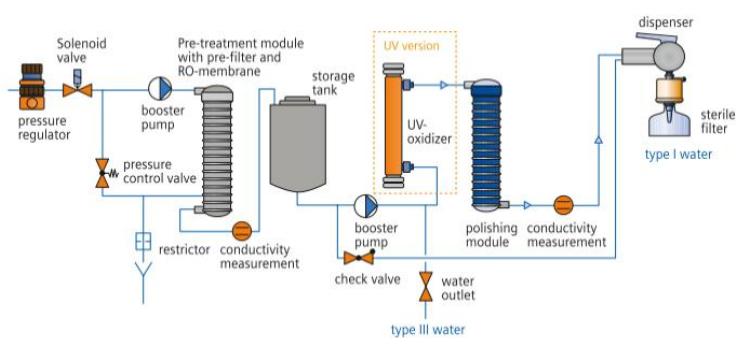 dispenser
Solenoid
valve
Pre-treatment module
with pre-filter and
RO-membrane
UV version
storage
tank
pressure
regulator
booster
pump
UV-
oxidizer
sterile
filter
type I water
pressure
control valve
restrictor
conductivity
measurement
booster
pump
polishing
module
conductivity
measurement
check valve
water
outlet
type III water